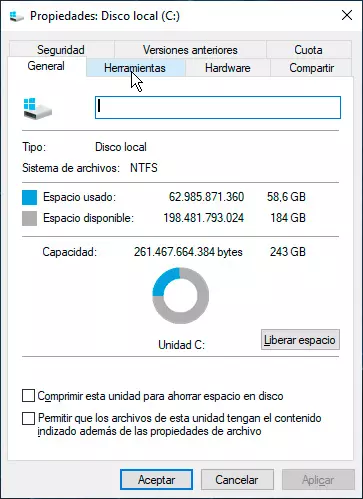 Propiedades: Disco local (C:)
Seguridad Versiones anteriores Cuota
General Herramientas Hardware Compartir
Tipo: Disco local
Sistema de archivos: NTFS
Espacio usado: 62.985.871.360 58,6 GB
Espacio disponible: 198.481.793.024 184 GB
Capacidad: 261.467.664.384 bytes 243 GB
Unidad C: Liberar espacio
Comprimir esta unidad para ahorrar espacio en disco
Permitir que los archivos de esta unidad tengan el contenido
indizado además de las propiedades de archivo
Aceptar Cancelar Aplicar